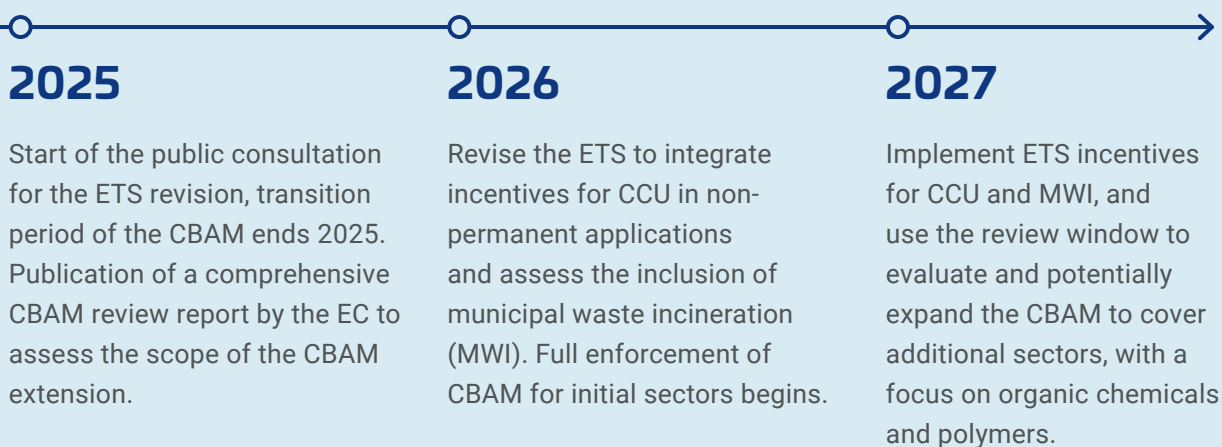 2025
Start of the public consultation
for the ETS revision, transition
period of the CBAM ends 2025.
Publication of a comprehensive
CBAM review report by the EC to
assess the scope of the CBAM
extension.
2026
Revise the ETS to integrate
incentives for CCU in non-
permanent applications
and assess the inclusion of
municipal waste incineration
(MWI). Full enforcement of
CBAM for initial sectors begins.
2027
Implement ETS incentives
for CCU and MWI, and
use the review window to
evaluate and potentially
expand the CBAM to cover
additional sectors, with a
focus on organic chemicals
and polymers.